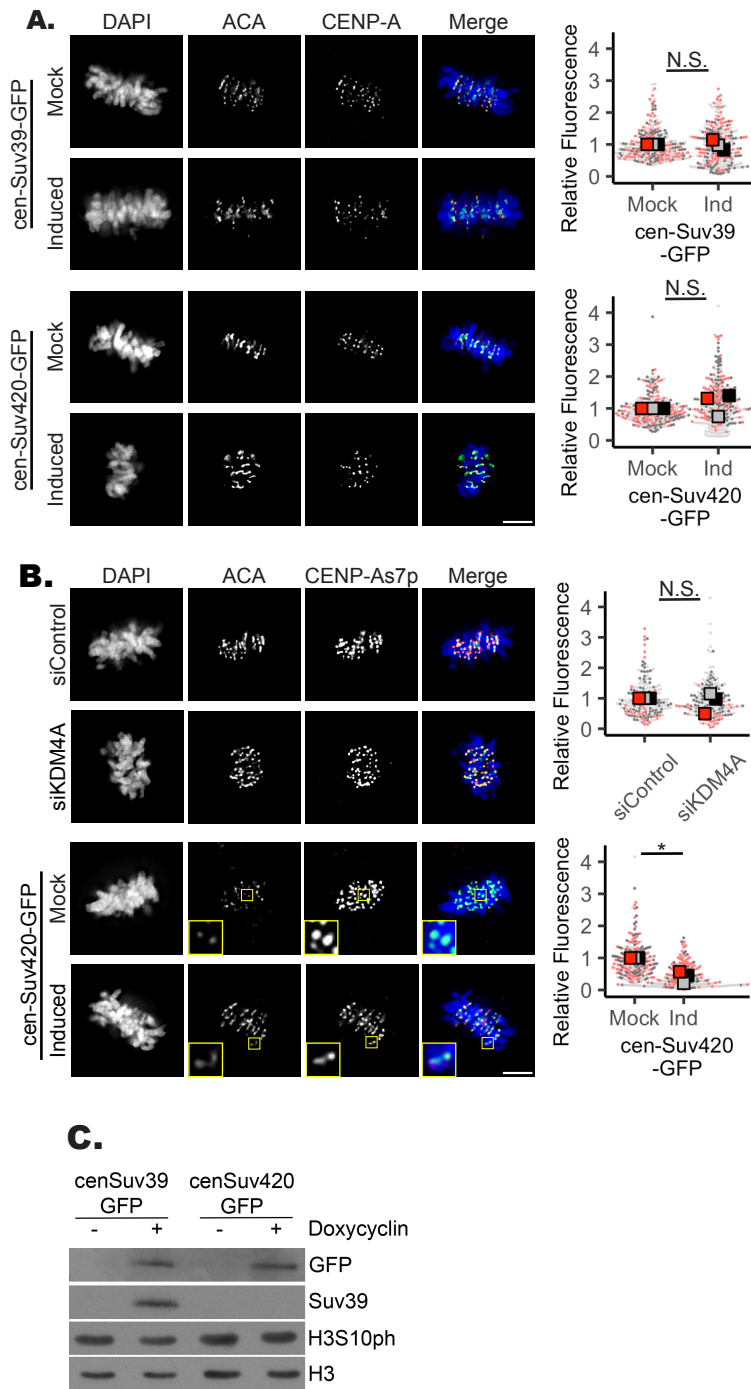 A.
DAPI ACA CENP-A Merge
cen-Suv39-GFP
Mock
Induced
cen-Suv420-GFP
Mock
Induced
Relative Fluorescence
4
3
2
1
0
N.S.
Mock Ind
cen-Suv39
-GFP
Relative Fluorescence
4
3
2
1
0
N.S.
Mock Ind
cen-Suv420
-GFP
B.
DAPI ACA CENP-As7p Merge
siControl
siKDM4A
cen-Suv420-GFP
Mock
Induced
Relative Fluorescence
4
3
2
1
0
N.S.
siControl siKDM4A
Relative Fluorescence
4
3
2
1
0
*
Mock Ind
cen-Suv420
-GFP
C.
cenSuv39 cenSuv420
GFP GFP
- + - + Doxycyclin
GFP
Suv39
H3S10ph
H3